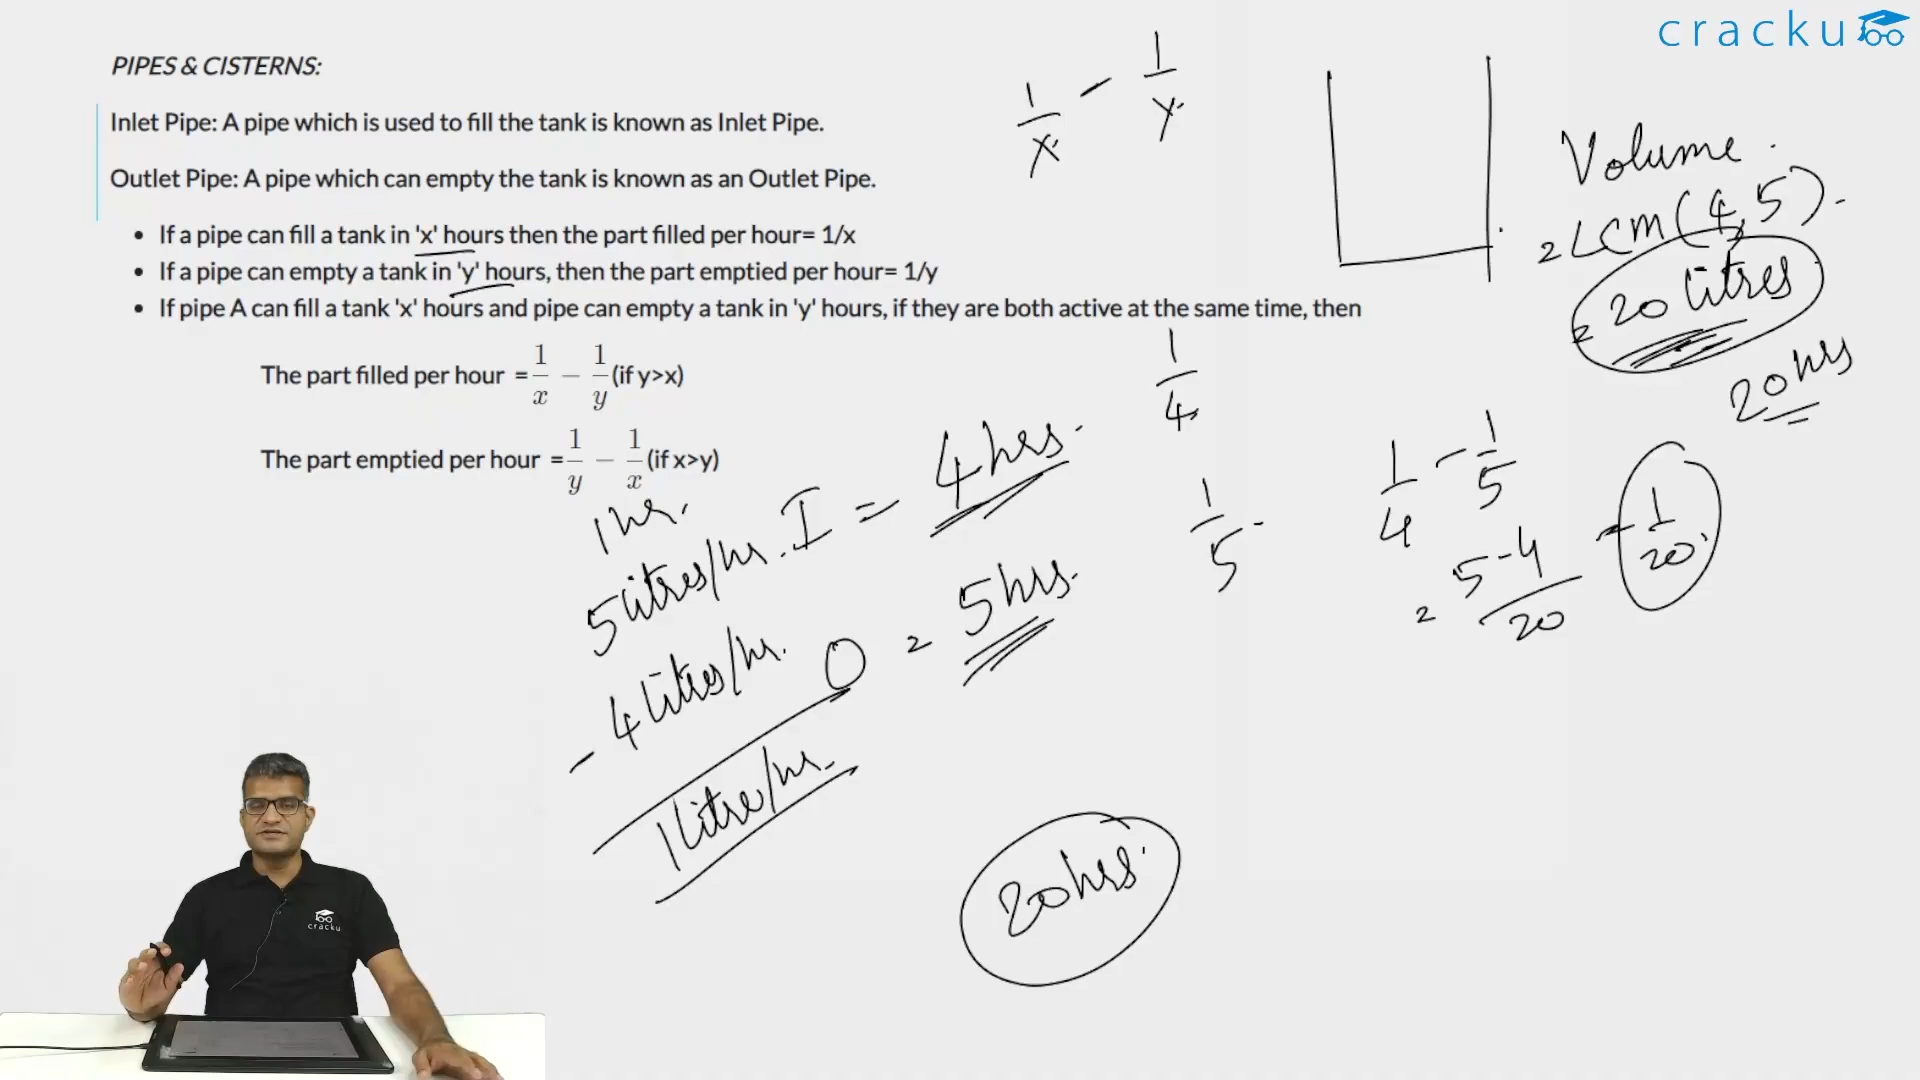 cracku
PIPES & CISTERNS:
Inlet Pipe: A pipe which is used to fill the tank is known as Inlet Pipe.
Outlet Pipe: A pipe which can empty the tank is known as an Outlet Pipe.
• If a pipe can fill a tank in 'x' hours then the part filled per hour= 1/x
• If a pipe can empty a tank in 'y' hours, then the part emptied per hour= 1/y
• If pipe A can fill a tank 'x' hours and pipe can empty a tank in 'y' hours, if they are both active at the same time, then
The part filled per hour = 1/x − 1/y (if y>x)
The part emptied per hour = 1/y − 1/x (if x>y)
1/x − 1/y
Volume.
= LCM(4,5).
= 20 litres
20 hrs
1 hr.
5 litres/hr. I = 4 hrs.
1/4
- 4 litres/hr. O = 5 hrs.
1/5
1 litre/hr.
1/4 − 1/5
= 5-4/20 = 1/20
20 hrs.
cracku